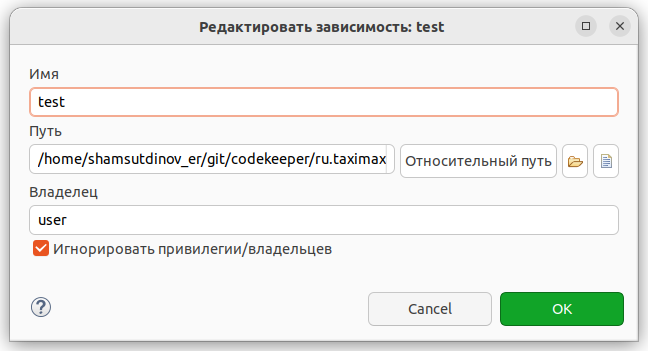 Редактировать зависимость: test
Имя
test
Путь
/home/shamsutdinov_er/git/codekeeper/ru.taximax Относительный путь
Владелец
user
Игнорировать привилегии/владельцев
Cancel OK